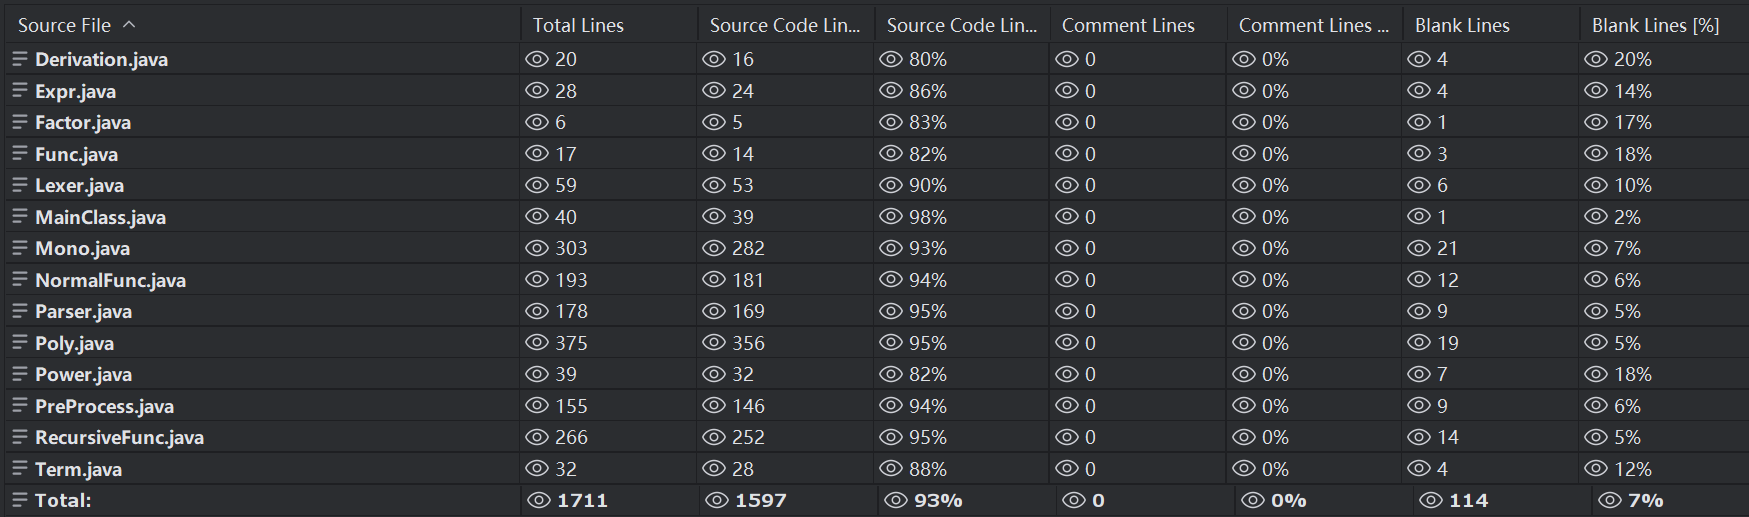 Source File Total Lines Source Code Lin... Source Code Lin... Comment Lines Comment Lines ... Blank Lines Blank Lines [%]
Derivation.java 20 16 80% 0 0% 4 20%
Expr.java 28 24 86% 0 0% 4 14%
Factor.java 6 5 83% 0 0% 1 17%
Func.java 17 14 82% 0 0% 3 18%
Lexer.java 59 53 90% 0 0% 6 10%
MainClass.java 40 39 98% 0 0% 1 2%
Mono.java 303 282 93% 0 0% 21 7%
NormalFunc.java 193 181 94% 0 0% 12 6%
Parser.java 178 169 95% 0 0% 9 5%
Poly.java 375 356 95% 0 0% 19 5%
Power.java 39 32 82% 0 0% 7 18%
PreProcess.java 155 146 94% 0 0% 9 6%
RecursiveFunc.java 266 252 95% 0 0% 14 5%
Term.java 32 28 88% 0 0% 4 12%
Total: 1711 1597 93% 0 0% 114 7%